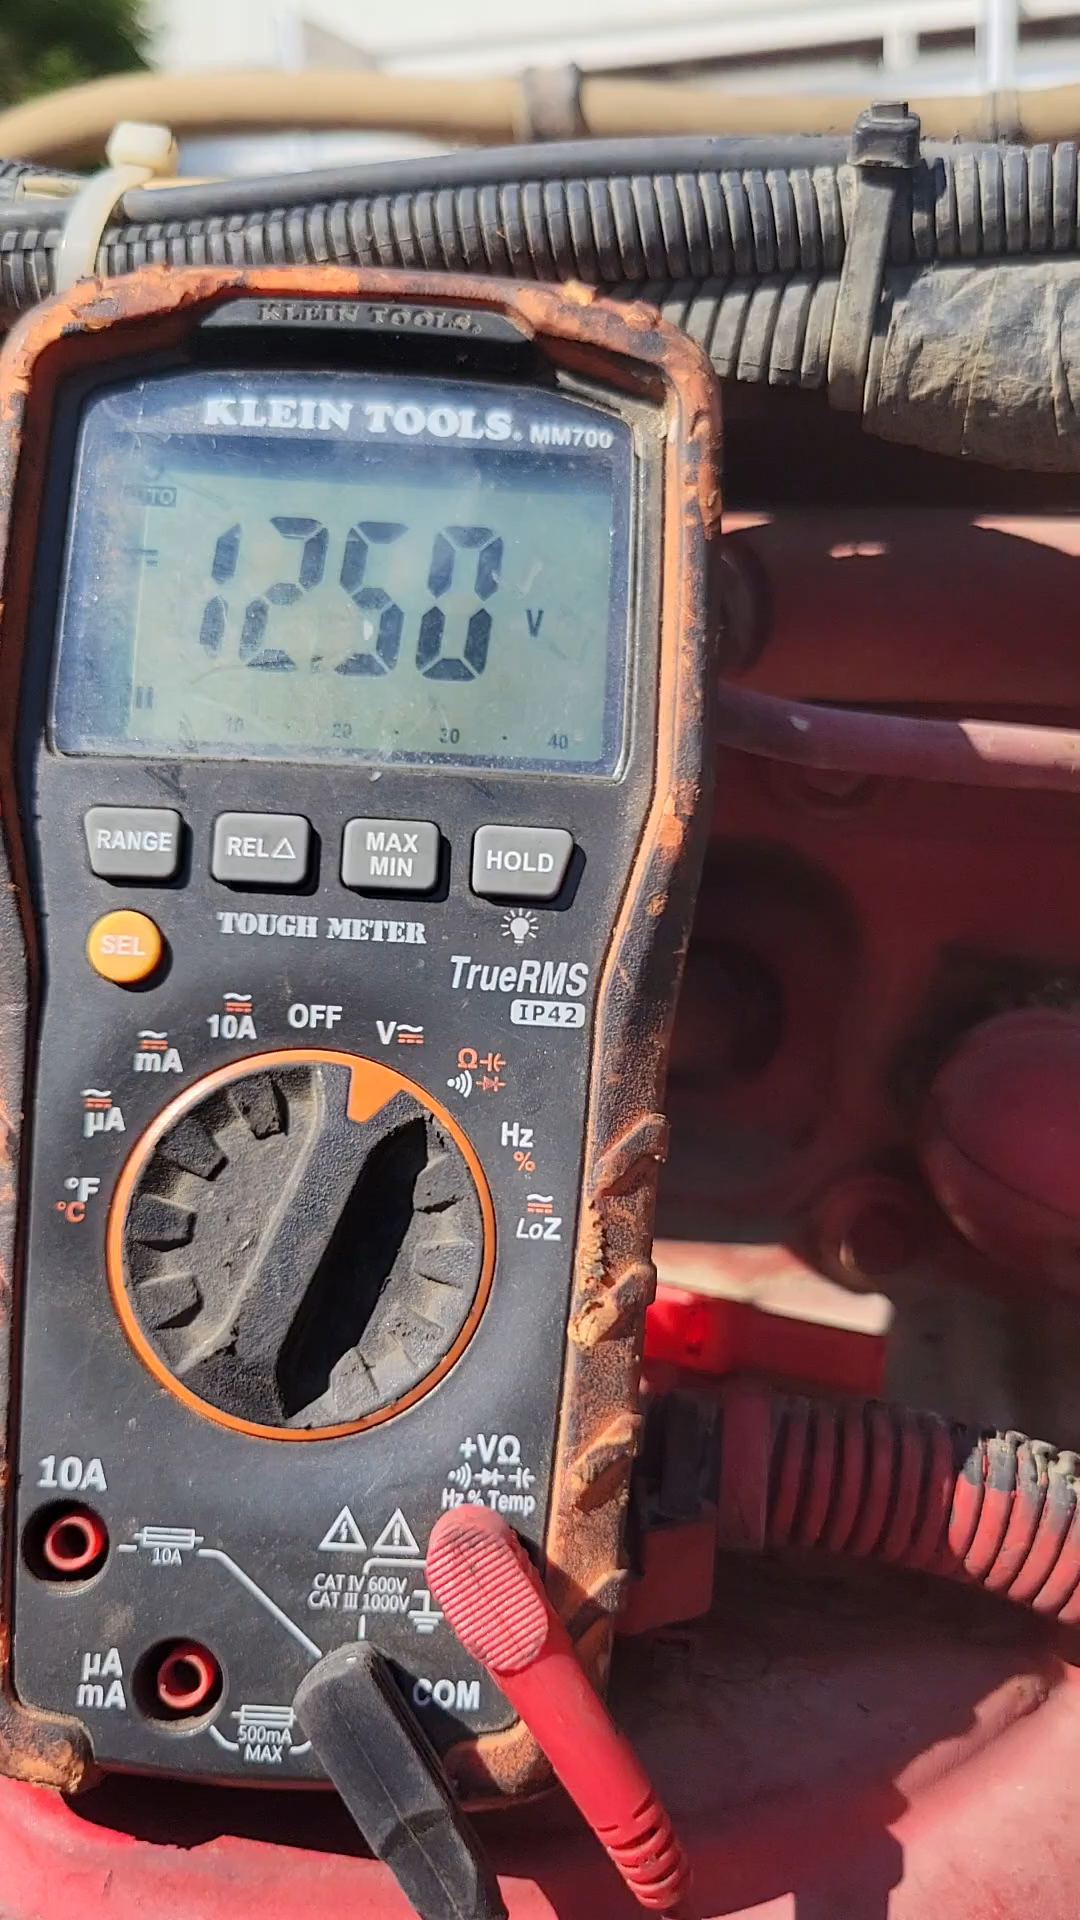 KLEIN TOOLS
KLEIN TOOLS. MM700
AUTO
12.50 V
10 20 30 40
RANGE
REL△
MAX
MIN
HOLD
SEL
TOUGH METER
TrueRMS
IP42
OFF
10A
V
mA
Ω
µA
Hz
%
°F
°C
LoZ
+VΩ
Hz % Temp
10A
10A
CAT IV 600V
CAT III 1000V
µA
mA
COM
500mA
MAX